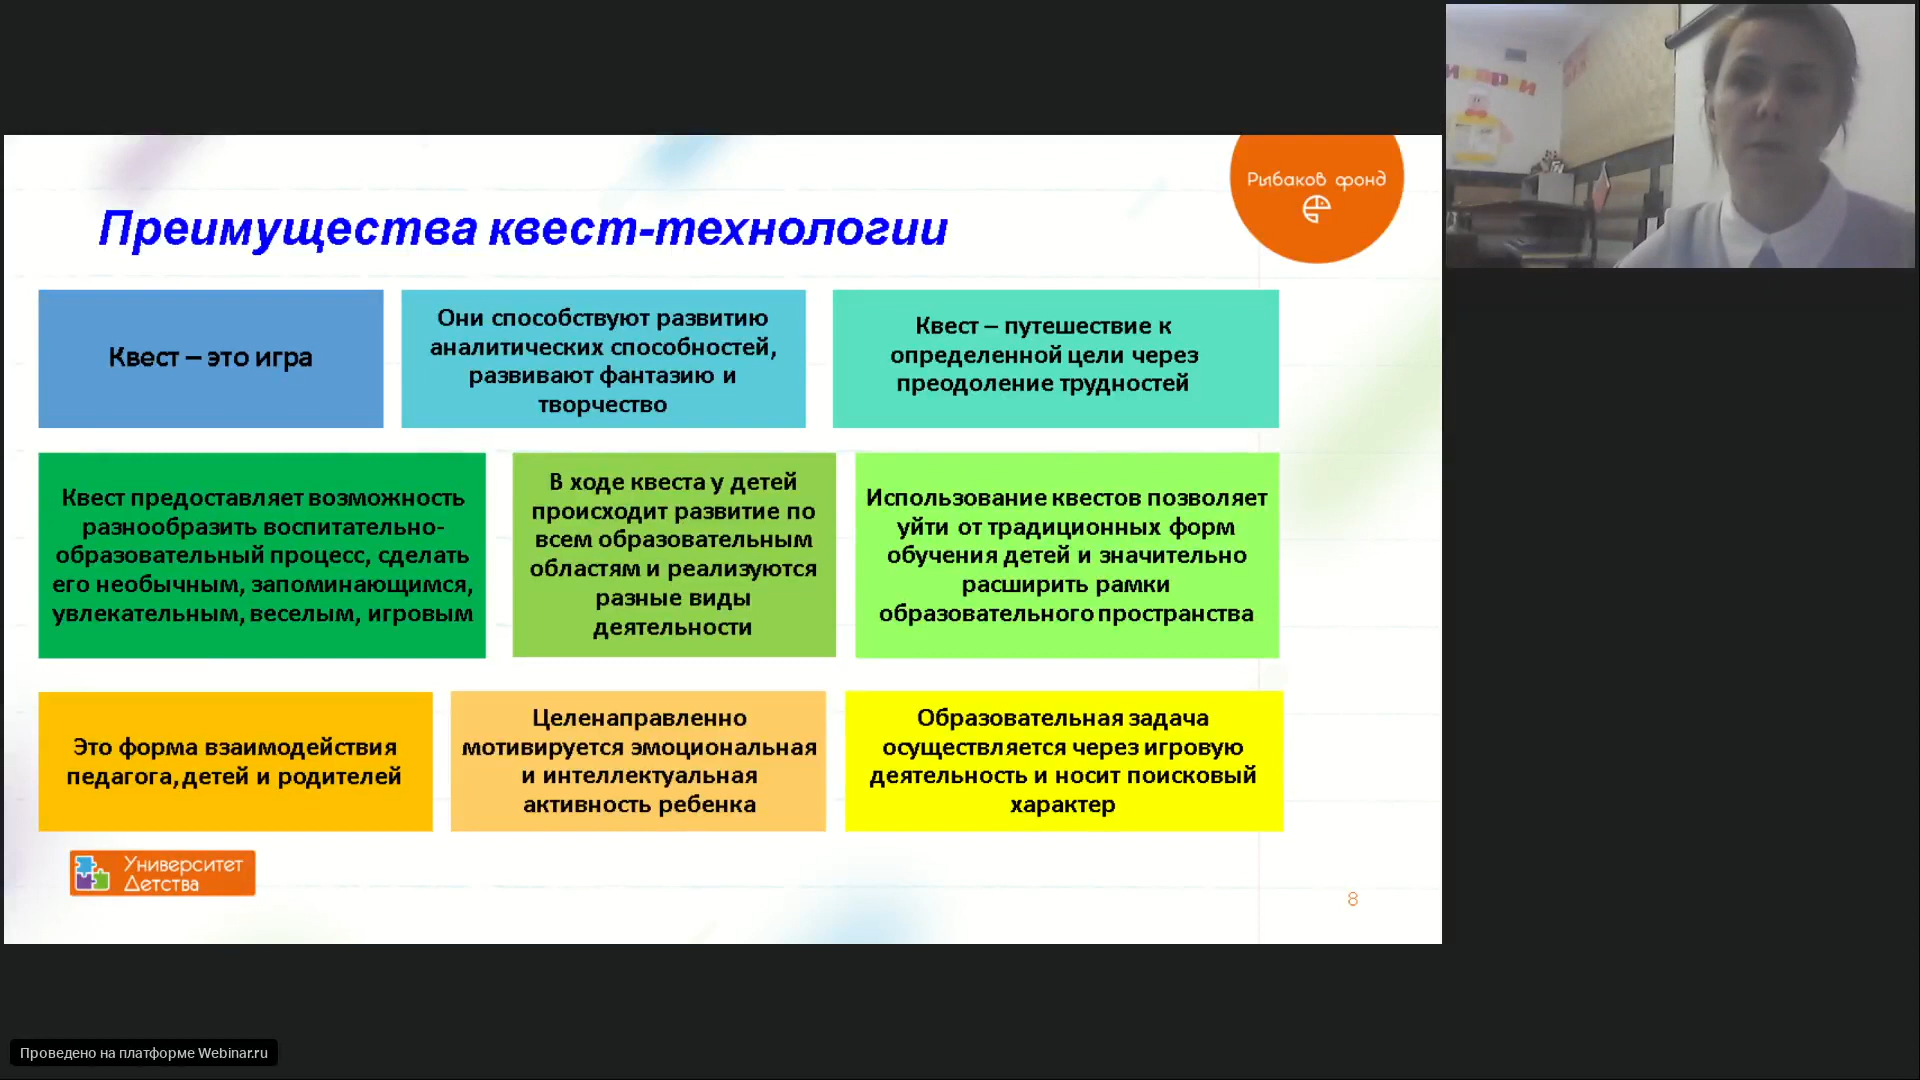 Рыбаков фонд
Преимущества квест-технологии
Квест – это игра
Они способствуют развитию
аналитических способностей,
развивают фантазию и
творчество
Квест – путешествие к
определенной цели через
преодоление трудностей
Квест предоставляет возможность
разнообразить воспитательно-
образовательный процесс, сделать
его необычным, запоминающимся,
увлекательным, веселым, игровым
В ходе квеста у детей
происходит развитие по
всем образовательным
областям и реализуются
разные виды
деятельности
Использование квестов позволяет
уйти от традиционных форм
обучения детей и значительно
расширить рамки
образовательного пространства
Это форма взаимодействия
педагога, детей и родителей
Целенаправленно
мотивируется эмоциональная
и интеллектуальная
активность ребенка
Образовательная задача
осуществляется через игровую
деятельность и носит поисковый
характер
Университет
Детства
8
Проведено на платформе Webinar.ru